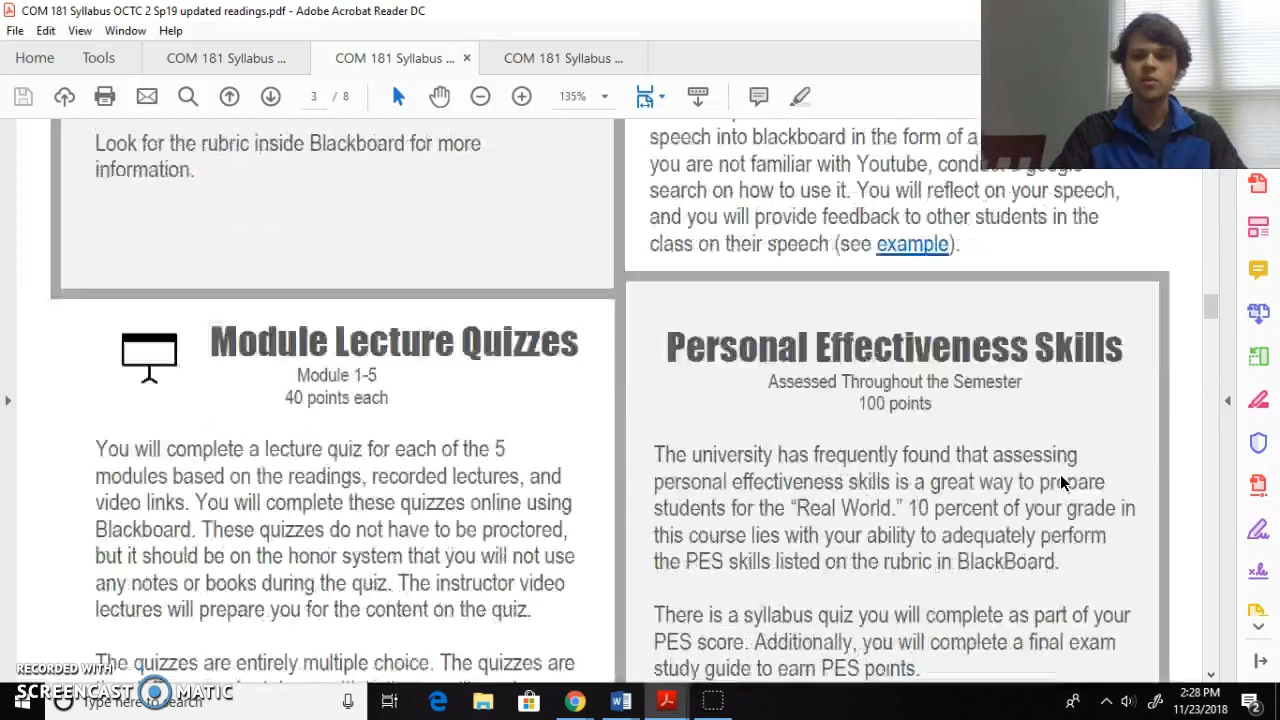 COM 181 Syllabus OCTC 2 Sp19 updated readings.pdf - Adobe Acrobat Reader DC
File Edit View Window Help
Home Tools COM 181 Syllabus ... COM 181 Syllabus ... × 181 Syllabus ...
3 / 8 135%
Look for the rubric inside Blackboard for more
information.
speech into blackboard in the form of a
you are not familiar with Youtube, conduct a google
search on how to use it. You will reflect on your speech,
and you will provide feedback to other students in the
class on their speech (see example).
Module Lecture Quizzes
Module 1-5
40 points each
You will complete a lecture quiz for each of the 5
modules based on the readings, recorded lectures, and
video links. You will complete these quizzes online using
Blackboard. These quizzes do not have to be proctored,
but it should be on the honor system that you will not use
any notes or books during the quiz. The instructor video
lectures will prepare you for the content on the quiz.
The quizzes are entirely multiple choice. The quizzes are
Personal Effectiveness Skills
Assessed Throughout the Semester
100 points
The university has frequently found that assessing
personal effectiveness skills is a great way to prepare
students for the “Real World.” 10 percent of your grade in
this course lies with your ability to adequately perform
the PES skills listed on the rubric in BlackBoard.
There is a syllabus quiz you will complete as part of your
PES score. Additionally, you will complete a final exam
study guide to earn PES points.
RECORDED WITH
SCREENCAST MATIC
Type here to search
2:28 PM
11/23/2018
2